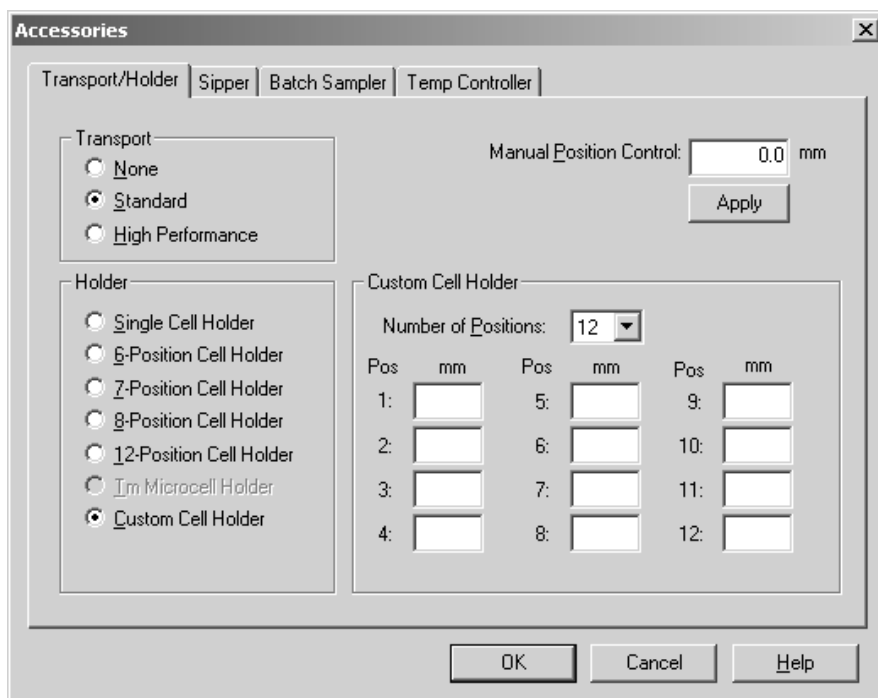 Accessories
Transport/Holder Sipper Batch Sampler Temp Controller
Transport
None
Standard
High Performance
Manual Position Control: 0.0 mm
Apply
Holder
Single Cell Holder
6-Position Cell Holder
7-Position Cell Holder
8-Position Cell Holder
12-Position Cell Holder
Tm Microcell Holder
Custom Cell Holder
Custom Cell Holder
Number of Positions: 12
Pos mm Pos mm Pos mm
1: 5: 9:
2: 6: 10:
3: 7: 11:
4: 8: 12:
OK Cancel Help